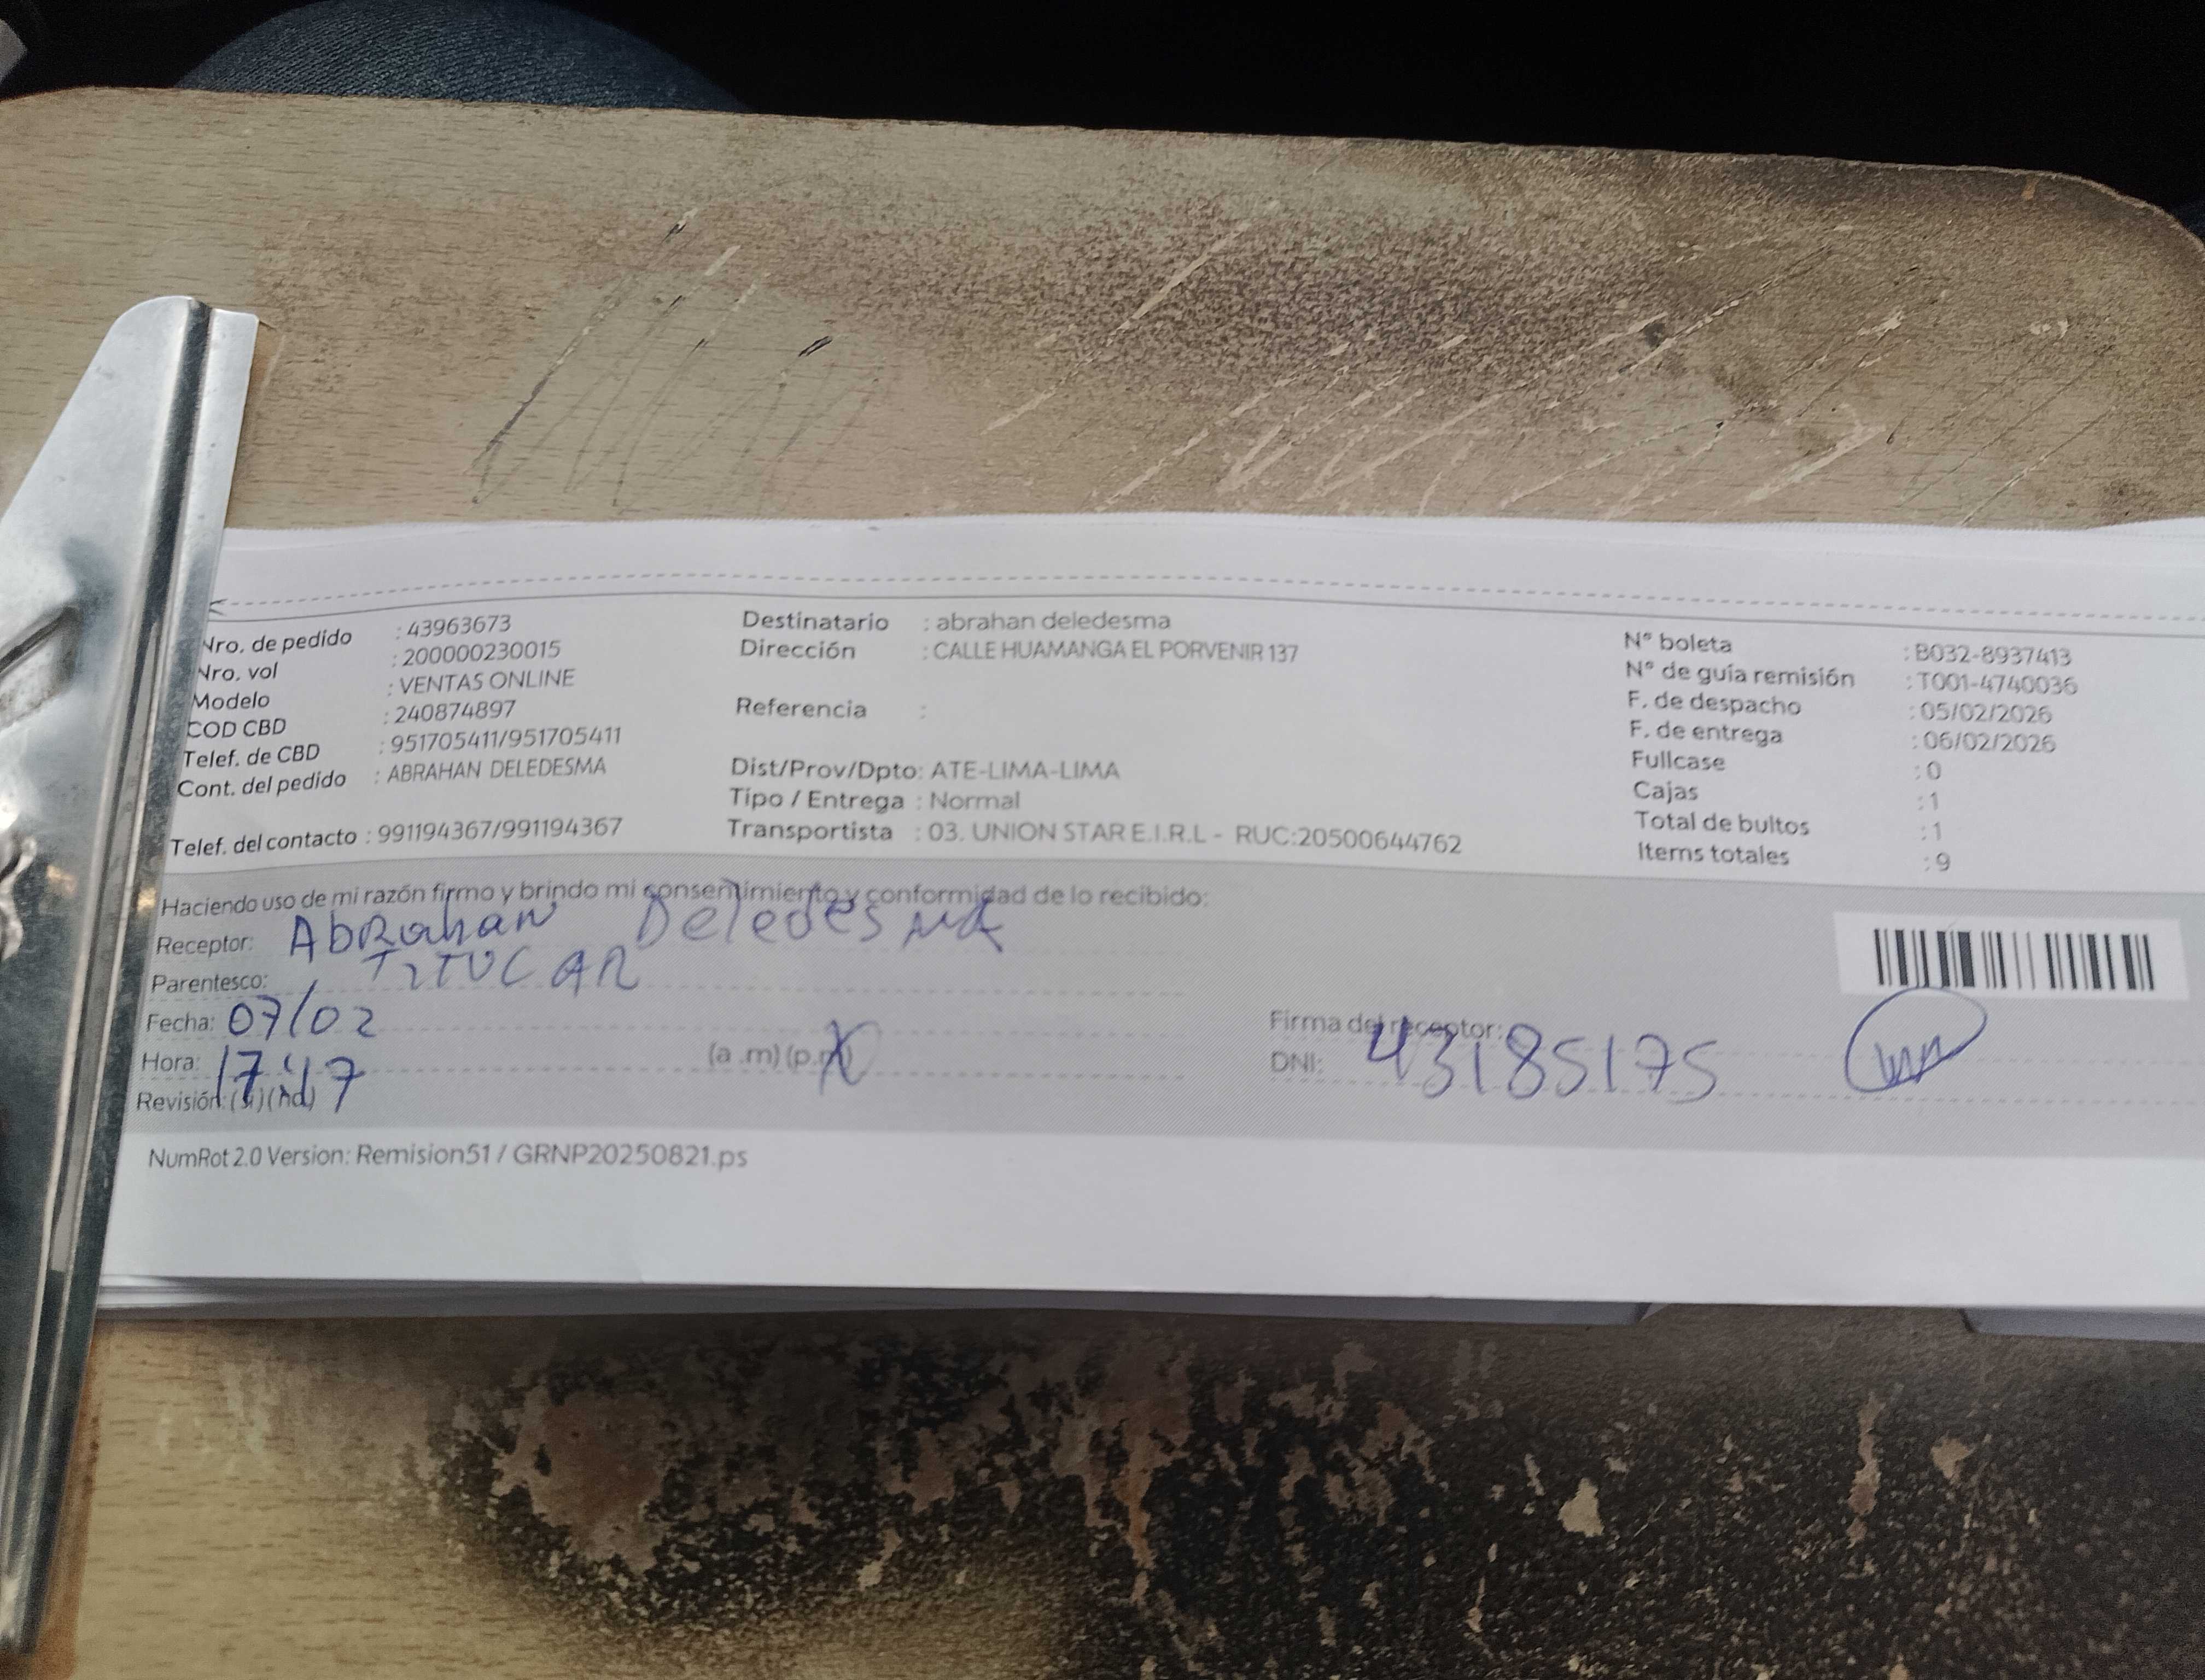 Nro. de pedido : 43963673
Nro. vol : 200000230015
Modelo : VENTAS ONLINE
COD CBD : 240874897
Telef. de CBD : 951705411/951705411
Cont. del pedido : ABRAHAN DELEDESMA
Telef. del contacto : 991194367/991194367
Destinatario : abrahan deledesma
Dirección : CALLE HUAMANGA EL PORVENIR 137
Referencia :
Dist/Prov/Dpto: ATE-LIMA-LIMA
Tipo / Entrega : Normal
Transportista : 03. UNION STAR E.I.R.L - RUC:20500644762
N° boleta : B032-8937413
N° de guía remisión : T001-4740036
F. de despacho : 05/02/2026
F. de entrega : 06/02/2026
Fullcase : 0
Cajas : 1
Total de bultos : 1
Items totales : 9
Haciendo uso de mi razón firmo y brindo mi consentimiento y conformidad de lo recibido:
Receptor: Abrahan Deledesma
Parentesco: TITUCAR
Fecha: 07/02
Hora: 17:47 (a .m) (p.m)
Revisión: (si) (no)
Firma del receptor:
DNI: 43185175
NumRot 2.0 Version: Remision51 / GRNP20250821.ps